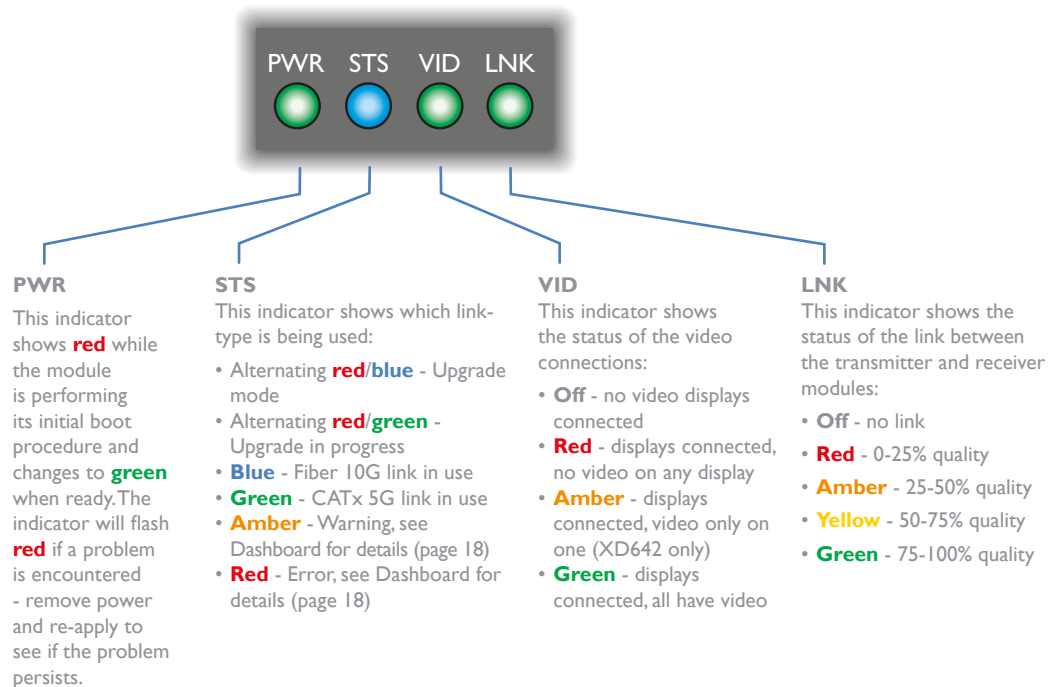 PWR STS VID LNK
PWR
This indicator
shows red while
the module
is performing
its initial boot
procedure and
changes to green
when ready. The
indicator will flash
red if a problem
is encountered
- remove power
and re-apply to
see if the problem
persists.
STS
This indicator shows which link-
type is being used:
• Alternating red/blue - Upgrade
mode
• Alternating red/green -
Upgrade in progress
• Blue - Fiber 10G link in use
• Green - CATx 5G link in use
• Amber - Warning, see
Dashboard for details (page 18)
• Red - Error, see Dashboard for
details (page 18)
VID
This indicator shows
the status of the video
connections:
• Off - no video displays
connected
• Red - displays connected,
no video on any display
• Amber - displays
connected, video only on
one (XD642 only)
• Green - displays
connected, all have video
LNK
This indicator shows the
status of the link between
the transmitter and receiver
modules:
• Off - no link
• Red - 0-25% quality
• Amber - 25-50% quality
• Yellow - 50-75% quality
• Green - 75-100% quality